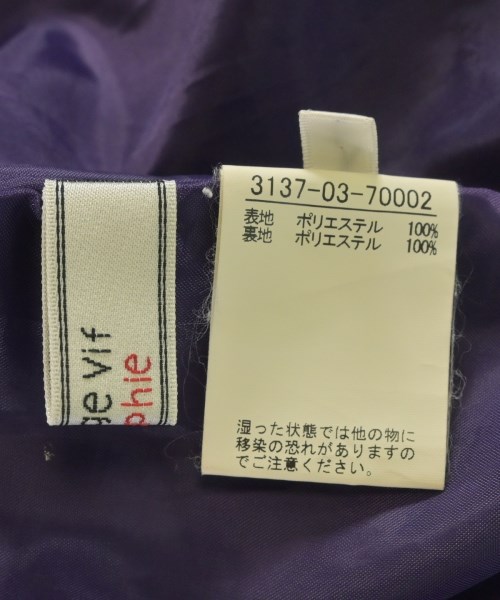 ge vif
phie
3137-03-70002
表地 ポリエステル 100%
裏地 ポリエステル 100%
湿った状態では他の物に
移染の恐れがありますの
でご注意ください。